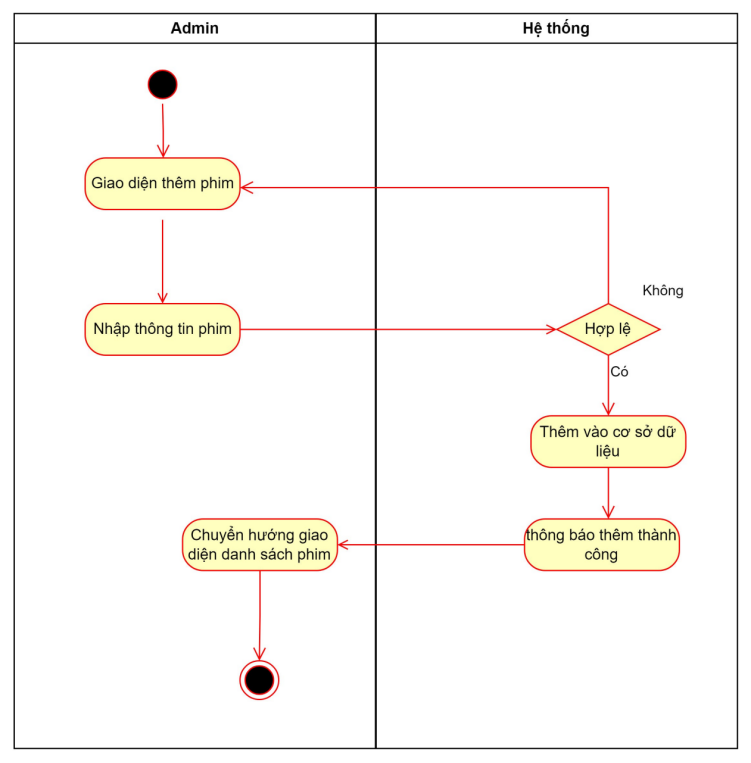 Admin
Hệ thống
Giao diện thêm phim
Không
Nhập thông tin phim
Hợp lệ
Có
Thêm vào cơ sở dữ
liệu
Chuyển hướng giao
diện danh sách phim
thông báo thêm thành
công